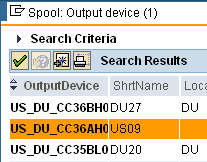 Spool: Output device (1)
Search Criteria
Search Results
OutputDevice ShrtName Loca
US_DU_CC36BH0 DU27 DU
US_DU_CC36AH0 US09
US_DU_CC35BL0 DU20 DU